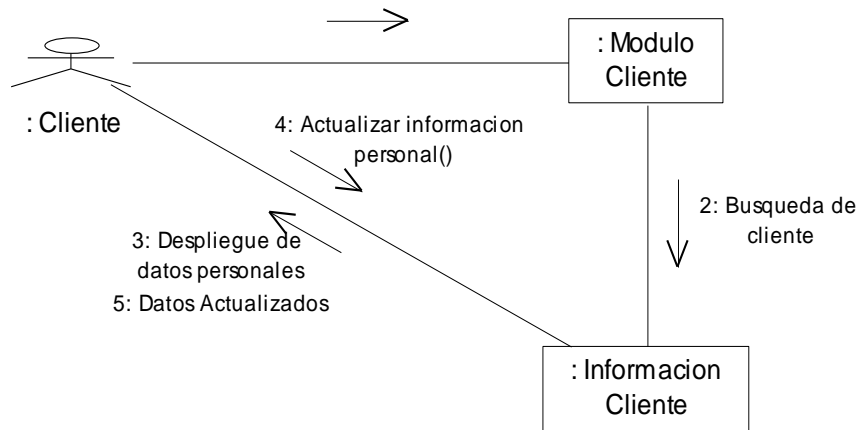 : Modulo
Cliente
: Cliente
4: Actualizar informacion
personal()
2: Busqueda de
cliente
3: Despliegue de
datos personales
5: Datos Actualizados
: Informacion
Cliente